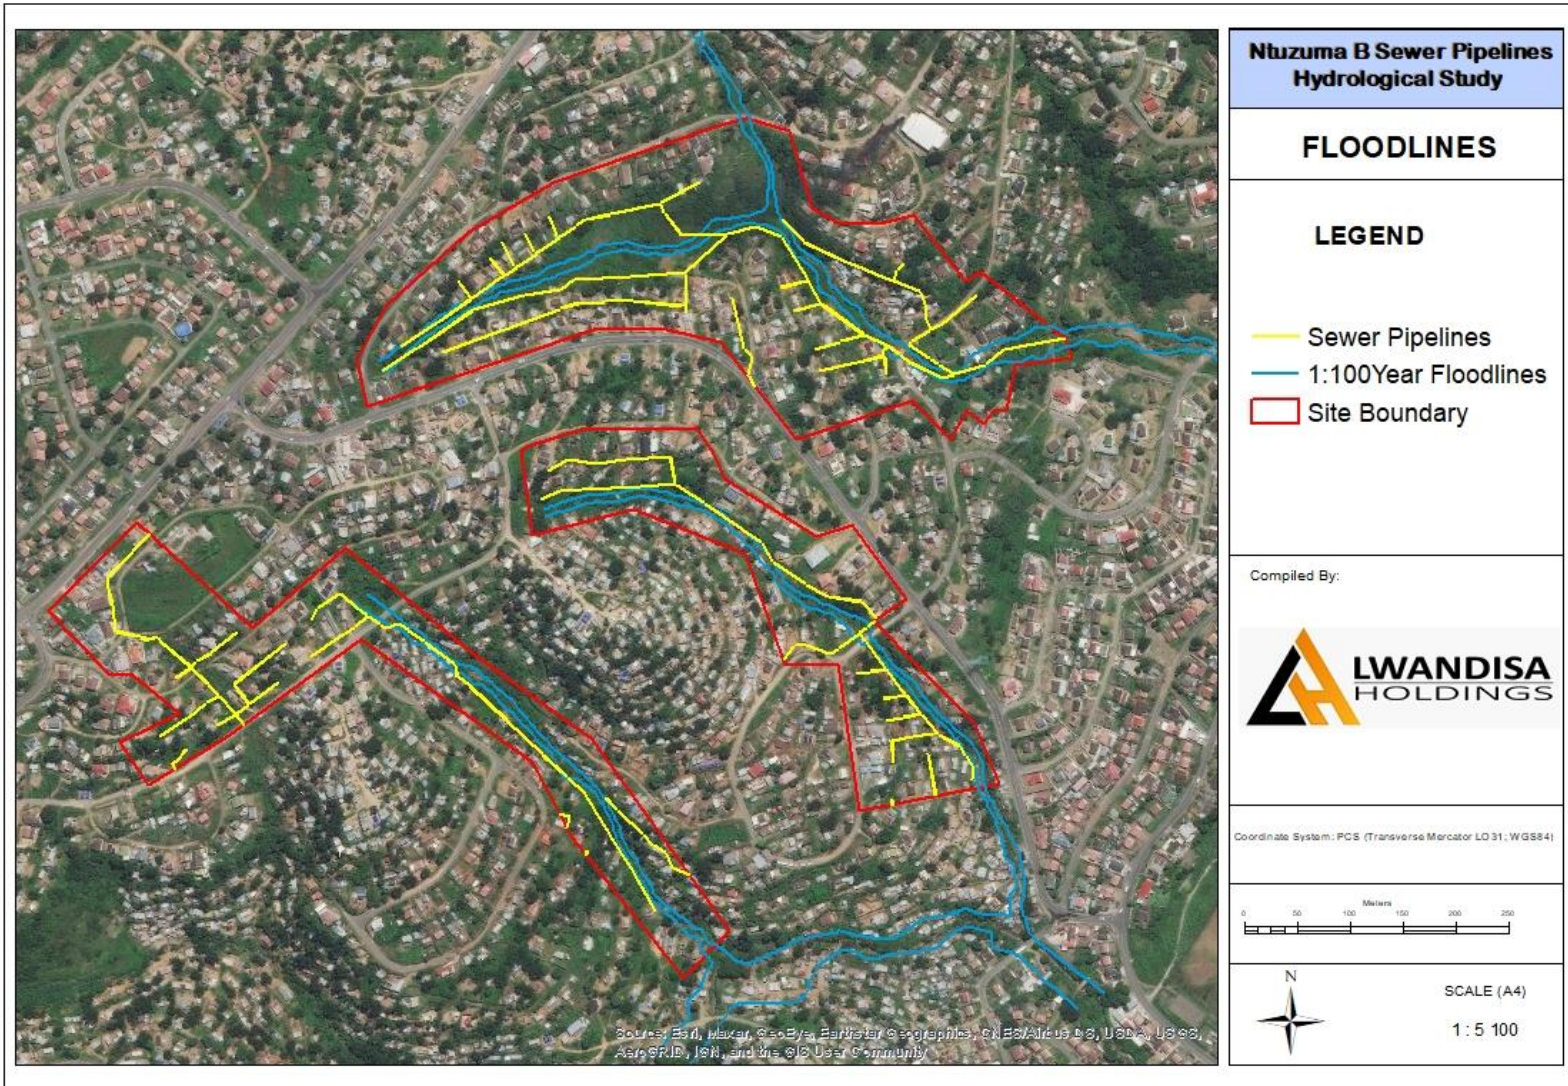 Ntuzuma B Sewer Pipelines
Hydrological Study
FLOODLINES
LEGEND
Sewer Pipelines
1:100Year Floodlines
Site Boundary
Compiled By:
LWANDISA
HOLDINGS
Coordinate System: PCS (Transverse Mercator LO31; WGS84)
Meters
0 50 100 150 200 250
N
SCALE (A4)
1 : 5 100
Source: Esri, Maxar, GeoEye, Earthstar Geographics, CNES/Airbus DS, USDA, USGS,
AeroGRID, IGN, and the GIS User Community